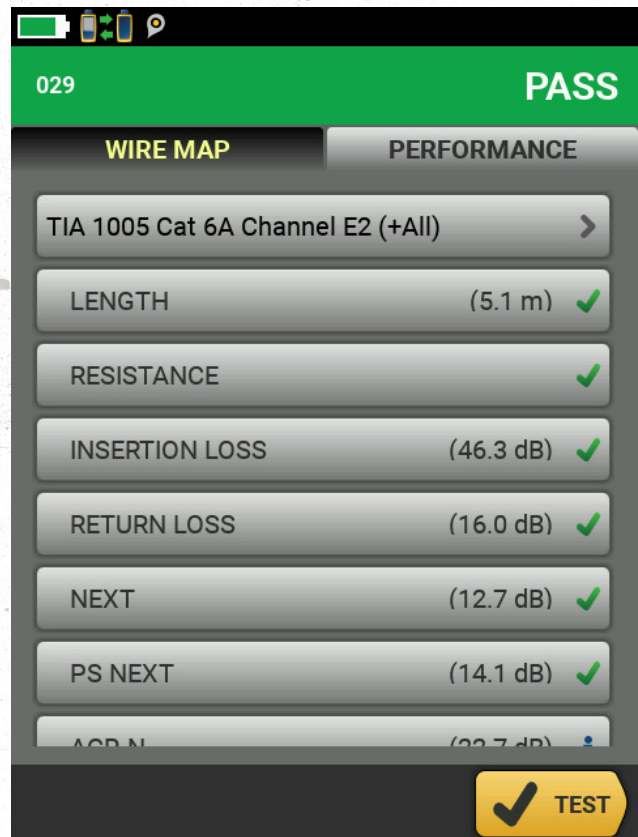 029 PASS
WIRE MAP PERFORMANCE
TIA 1005 Cat 6A Channel E2 (+All)
LENGTH (5.1 m)
RESISTANCE
INSERTION LOSS (46.3 dB)
RETURN LOSS (16.0 dB)
NEXT (12.7 dB)
PS NEXT (14.1 dB)
TEST